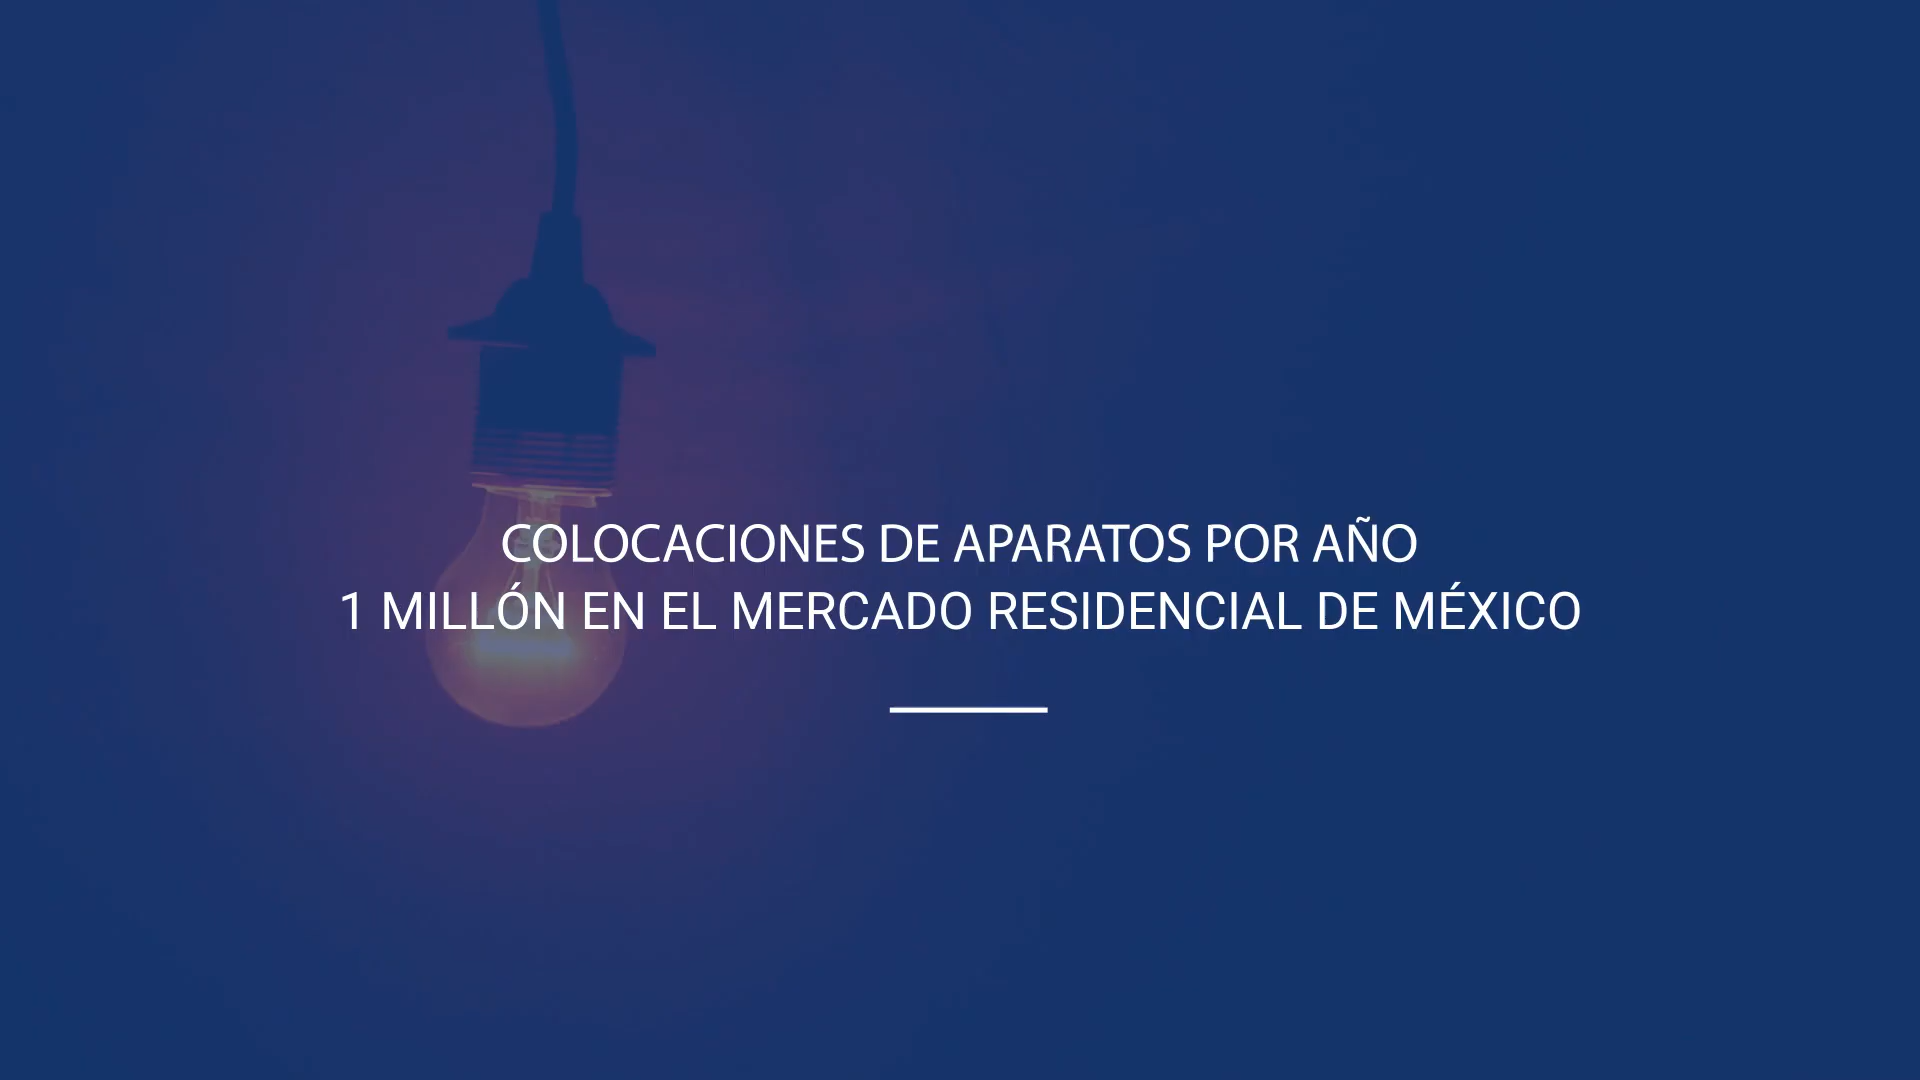 COLOCACIONES DE APARATOS POR AÑO
1 MILLÓN EN EL MERCADO RESIDENCIAL DE MÉXICO